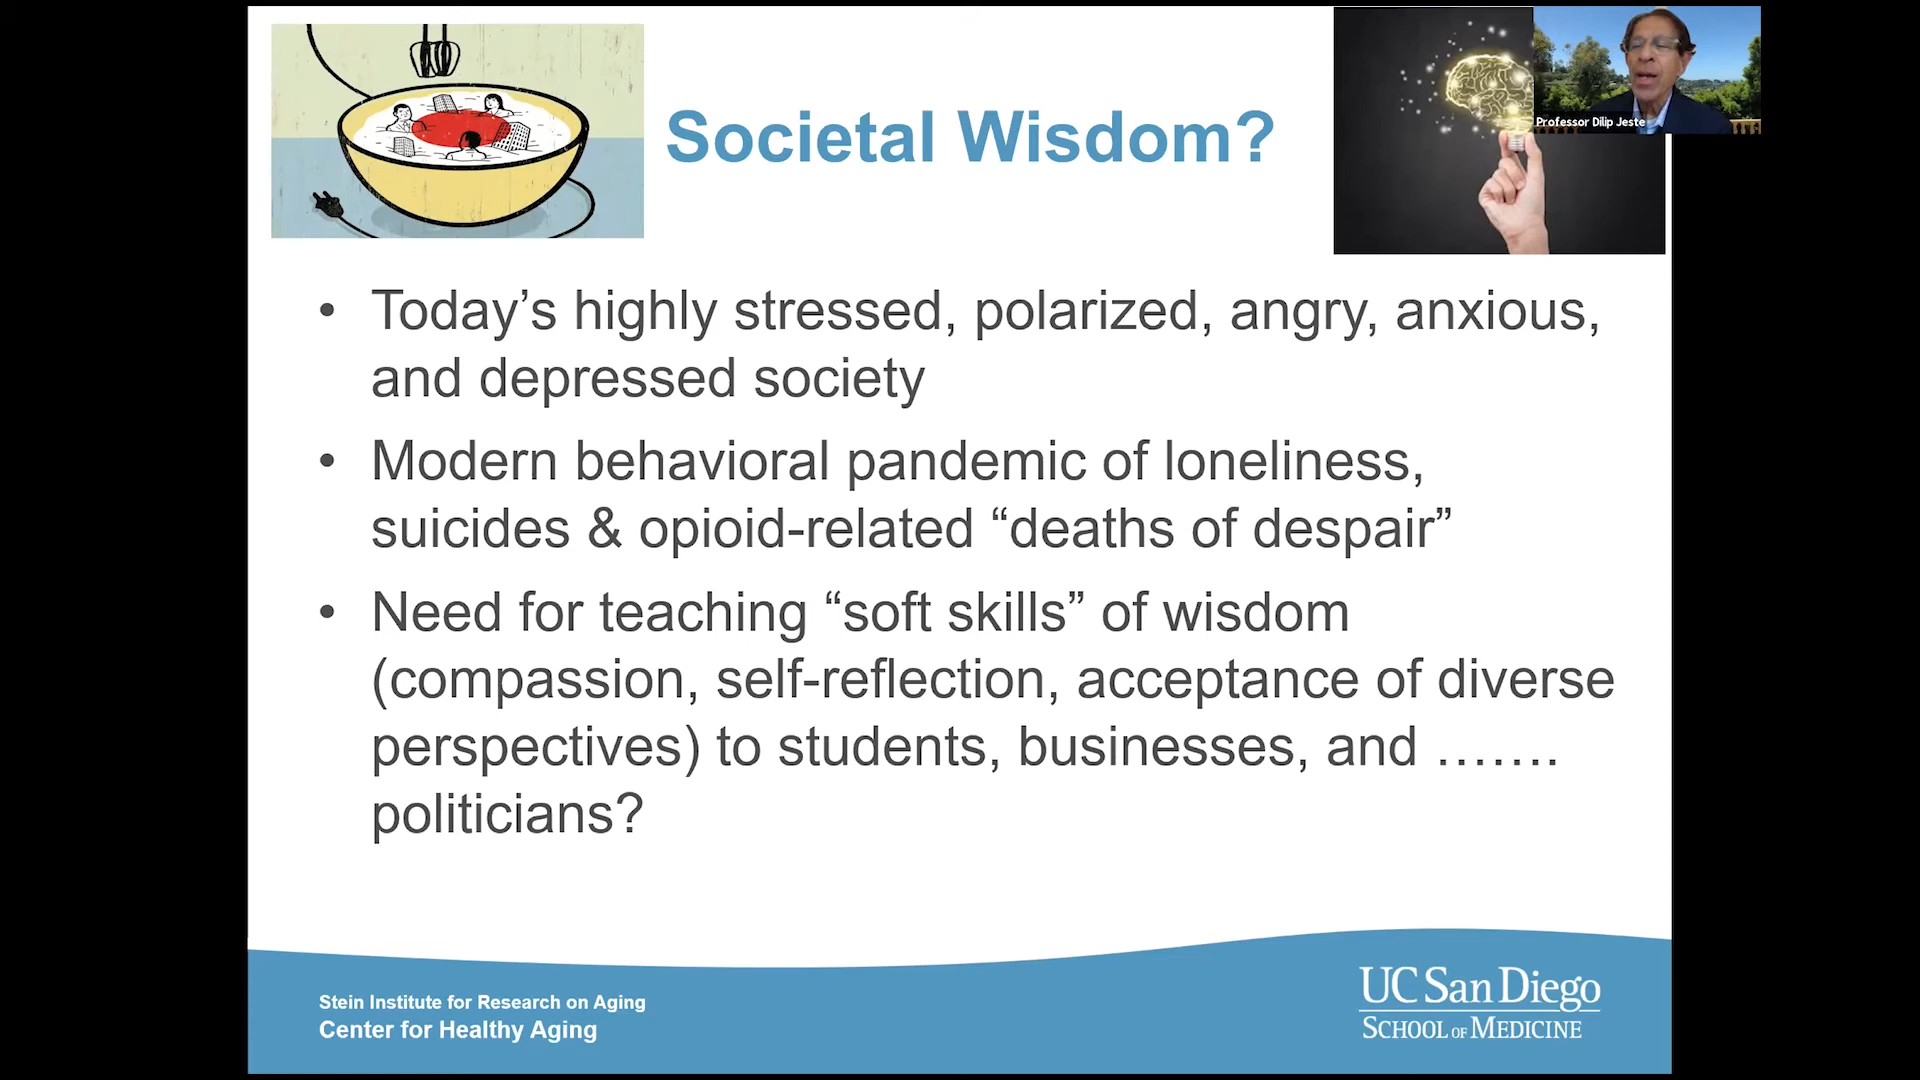 Professor Dilip Jeste
Societal Wisdom?
• Today’s highly stressed, polarized, angry, anxious,
and depressed society
• Modern behavioral pandemic of loneliness,
suicides & opioid-related “deaths of despair”
• Need for teaching “soft skills” of wisdom
(compassion, self-reflection, acceptance of diverse
perspectives) to students, businesses, and …….
politicians?
Stein Institute for Research on Aging
Center for Healthy Aging
UC San Diego
SCHOOL OF MEDICINE